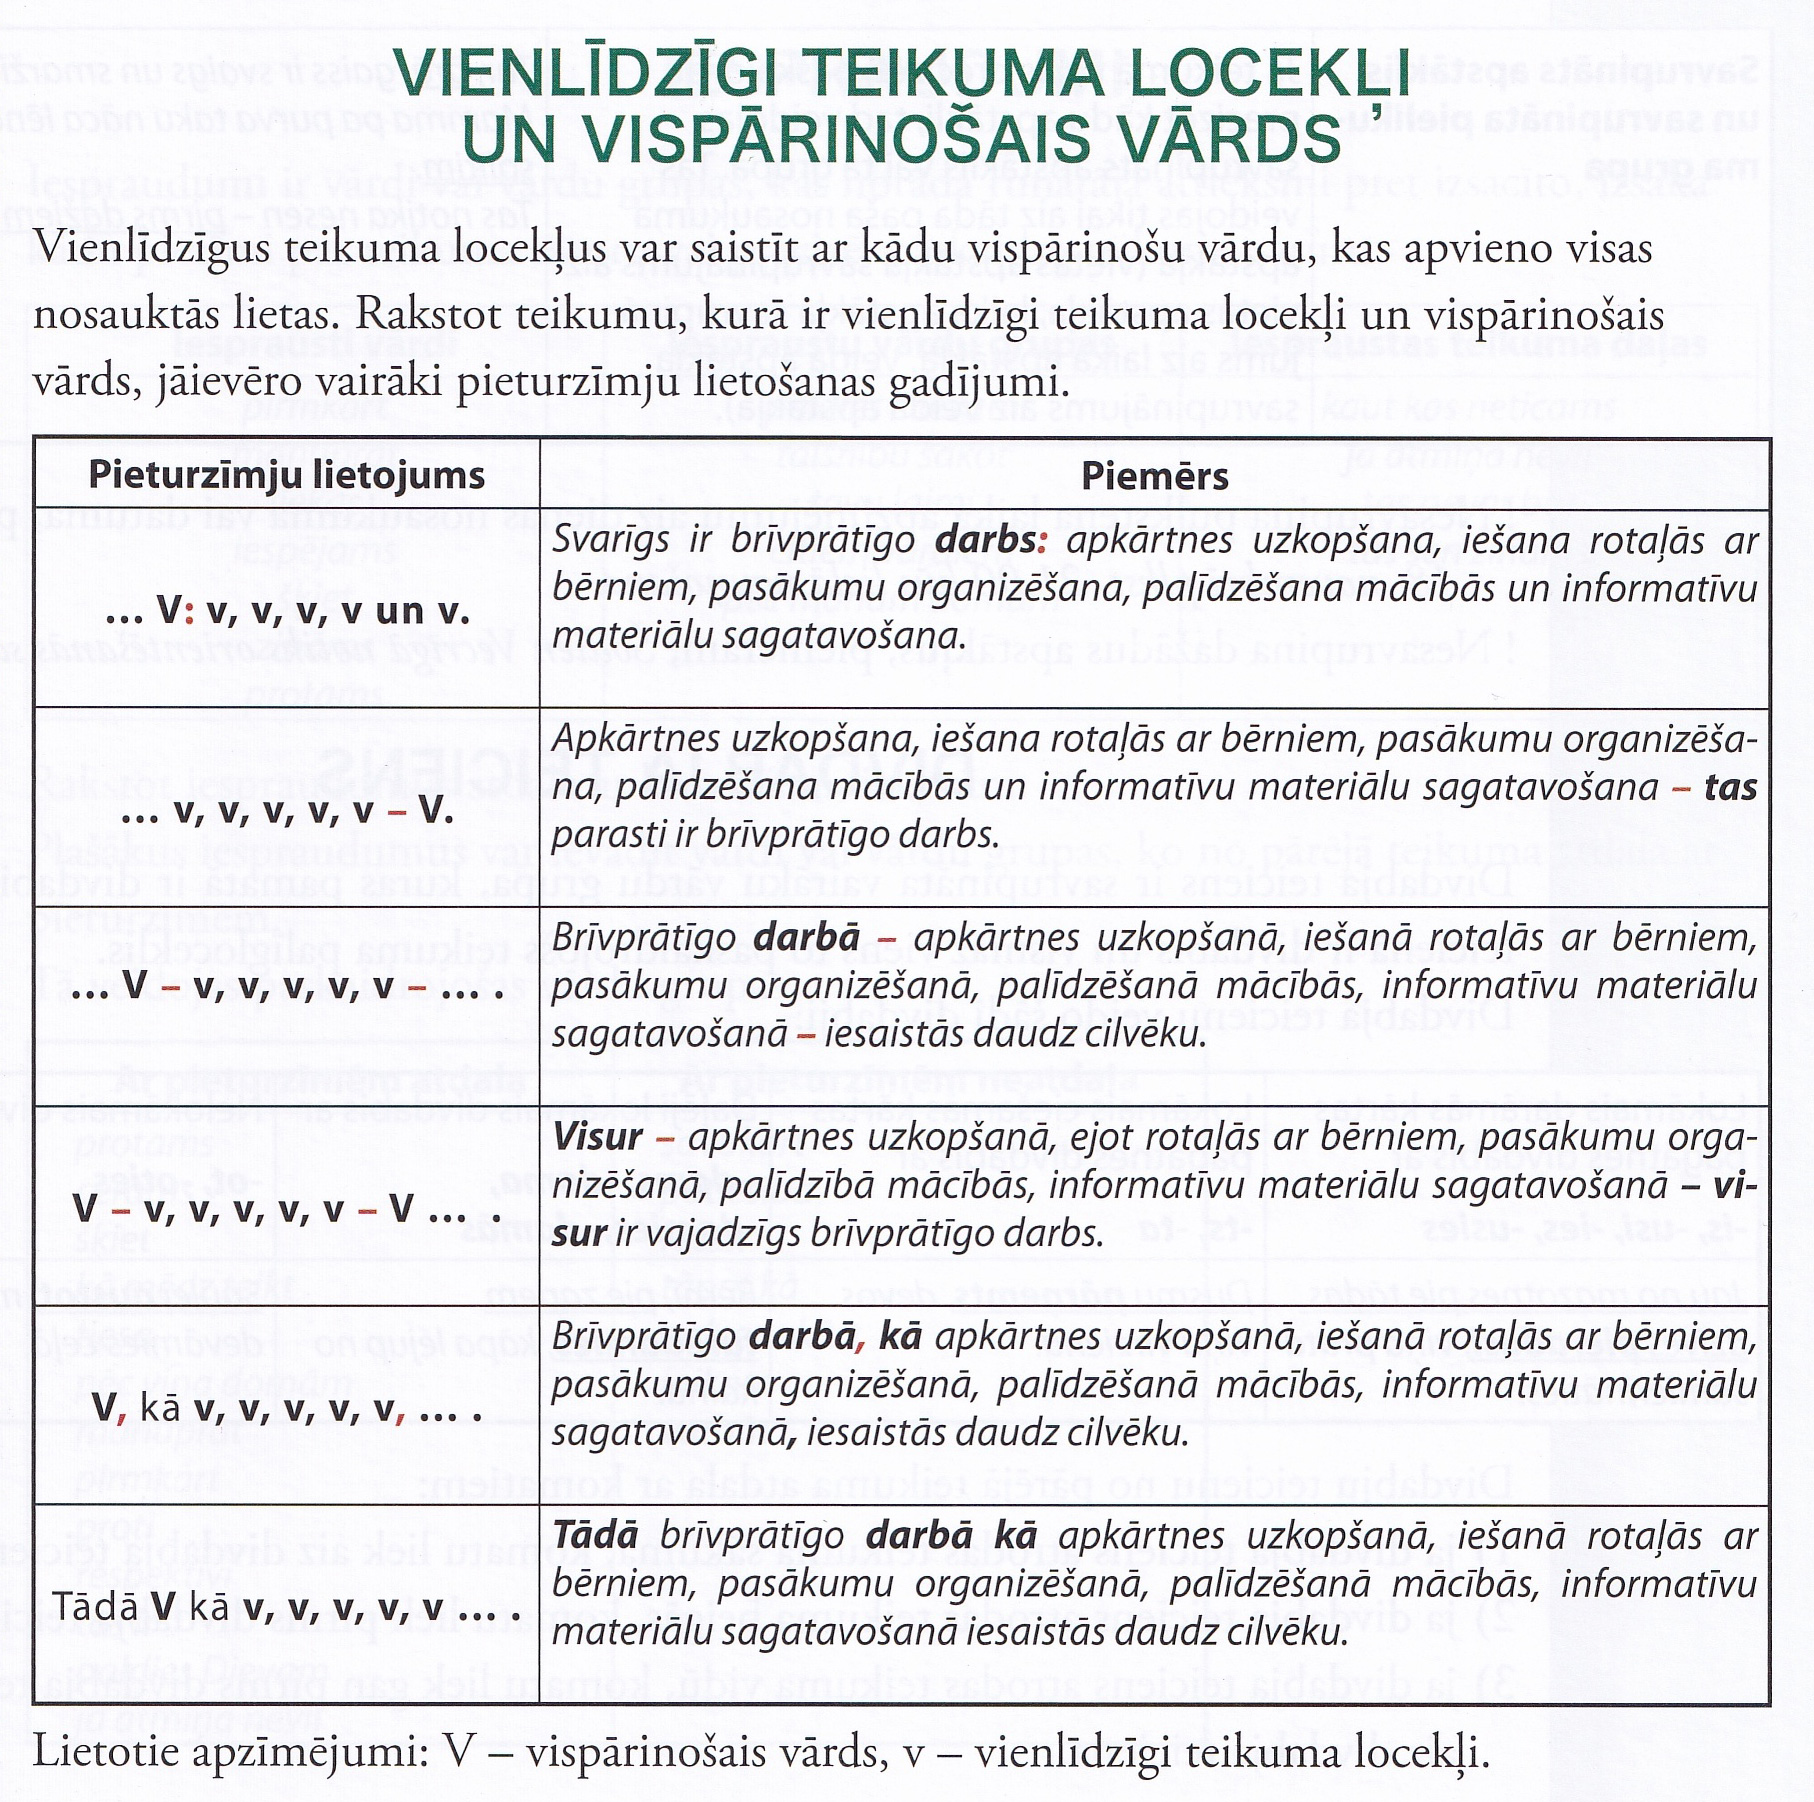 VIENLĪDZĪGI TEIKUMA LOCEKĻI
UN VISPĀRINOŠAIS VĀRDS
Vienlīdzīgus teikuma locekļus var saistīt ar kādu vispārinošu vārdu, kas apvieno visas
nosauktās lietas. Rakstot teikumu, kurā ir vienlīdzīgi teikuma locekļi un vispārinošais
vārds, jāievēro vairāki pieturzīmju lietošanas gadījumi.
Pieturzīmju lietojums
Piemērs
... V: v, v, v, v un v.
Svarīgs ir brīvprātīgo darbs: apkārtnes uzkopšana, iešana rotaļās ar
bērniem, pasākumu organizēšana, palīdzēšana mācībās un informatīvu
materiālu sagatavošana.
... v, v, v, v, v – V.
Apkārtnes uzkopšana, iešana rotaļās ar bērniem, pasākumu organizēša-
na, palīdzēšana mācībās un informatīvu materiālu sagatavošana – tas
parasti ir brīvprātīgo darbs.
... V – v, v, v, v, v – ... .
Brīvprātīgo darbā – apkārtnes uzkopšanā, iešanā rotaļās ar bērniem,
pasākumu organizēšanā, palīdzēšanā mācībās, informatīvu materiālu
sagatavošanā – iesaistās daudz cilvēku.
V – v, v, v, v, v – V ... .
Visur – apkārtnes uzkopšanā, ejot rotaļās ar bērniem, pasākumu orga-
nizēšanā, palīdzībā mācībās, informatīvu materiālu sagatavošanā – vi-
sur ir vajadzīgs brīvprātīgo darbs.
V, kā v, v, v, v, v, ... .
Brīvprātīgo darbā, kā apkārtnes uzkopšanā, iešanā rotaļās ar bērniem,
pasākumu organizēšanā, palīdzēšanā mācībās, informatīvu materiālu
sagatavošanā, iesaistās daudz cilvēku.
Tādā V kā v, v, v, v, v ... .
Tādā brīvprātīgo darbā kā apkārtnes uzkopšanā, iešanā rotaļās ar
bērniem, pasākumu organizēšanā, palīdzēšanā mācībās, informatīvu
materiālu sagatavošanā iesaistās daudz cilvēku.
Lietotie apzīmējumi: V – vispārinošais vārds, v – vienlīdzīgi teikuma locekļi.